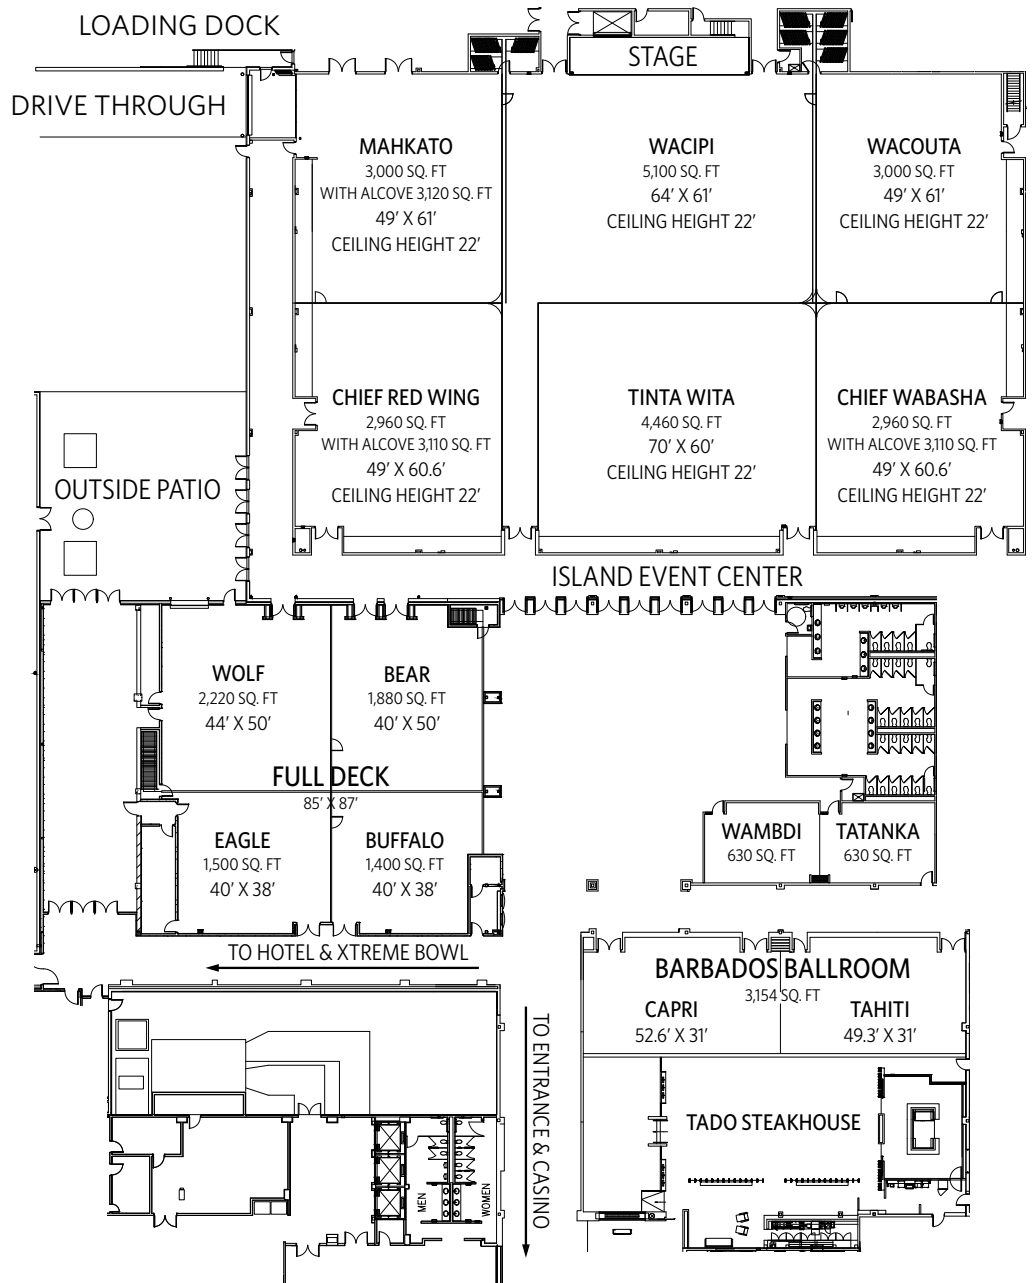 LOADING DOCK
STAGE
DRIVE THROUGH
MAHKATO
3,000 SQ. FT
WITH ALCOVE 3,120 SQ. FT
49’ X 61’
CEILING HEIGHT 22’
WACIPI
5,100 SQ. FT
64’ X 61’
CEILING HEIGHT 22’
WACOUTA
3,000 SQ. FT
49’ X 61’
CEILING HEIGHT 22’
CHIEF RED WING
2,960 SQ. FT
WITH ALCOVE 3,110 SQ. FT
49’ X 60.6’
CEILING HEIGHT 22’
TINTA WITA
4,460 SQ. FT
70’ X 60’
CEILING HEIGHT 22’
CHIEF WABASHA
2,960 SQ. FT
WITH ALCOVE 3,110 SQ. FT
49’ X 60.6’
CEILING HEIGHT 22’
OUTSIDE PATIO
ISLAND EVENT CENTER
WOLF
2,220 SQ. FT
44’ X 50’
BEAR
1,880 SQ. FT
40’ X 50’
FULL DECK
85’ X 87’
EAGLE
1,500 SQ. FT
40’ X 38’
BUFFALO
1,400 SQ. FT
40’ X 38’
WAMBDI
630 SQ. FT
TATANKA
630 SQ. FT
TO HOTEL & XTREME BOWL
BARBADOS BALLROOM
3,154 SQ. FT
CAPRI
52.6’ X 31’
TAHITI
49.3’ X 31’
TO ENTRANCE & CASINO
TADO STEAKHOUSE
MEN
WOMEN